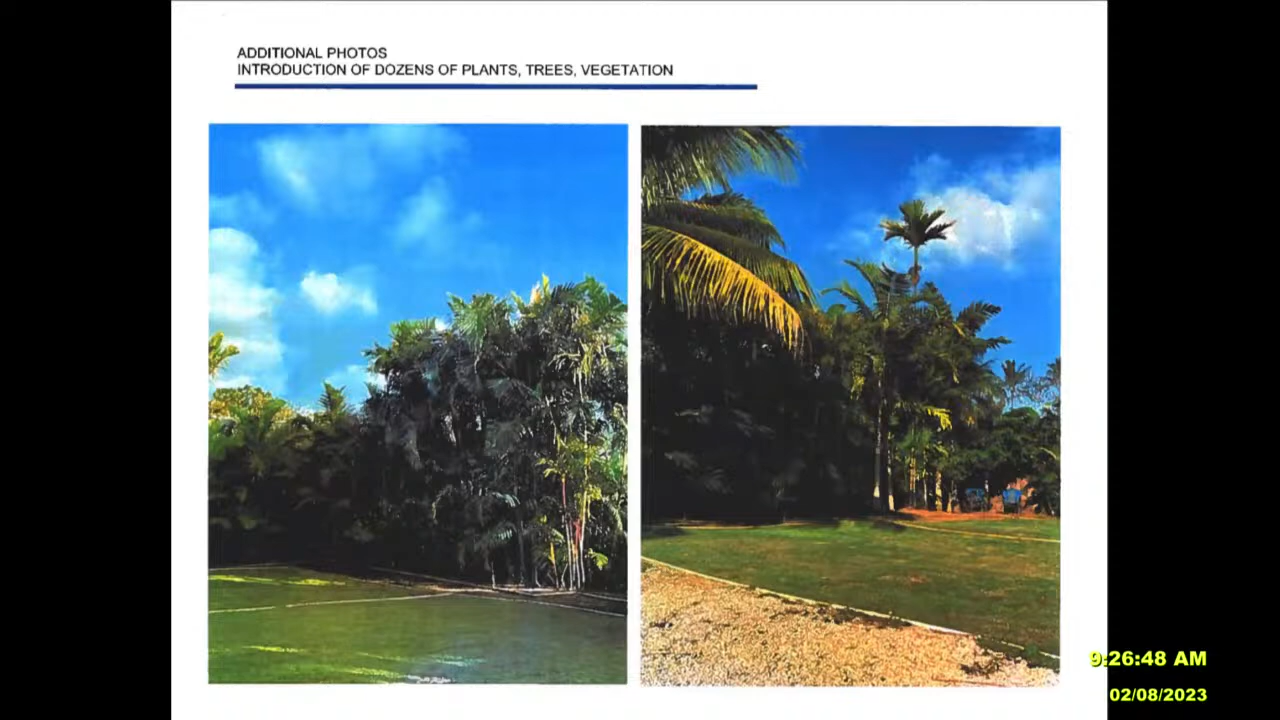 ADDITIONAL PHOTOS
INTRODUCTION OF DOZENS OF PLANTS, TREES, VEGETATION
9:26:48 AM
02/08/2023